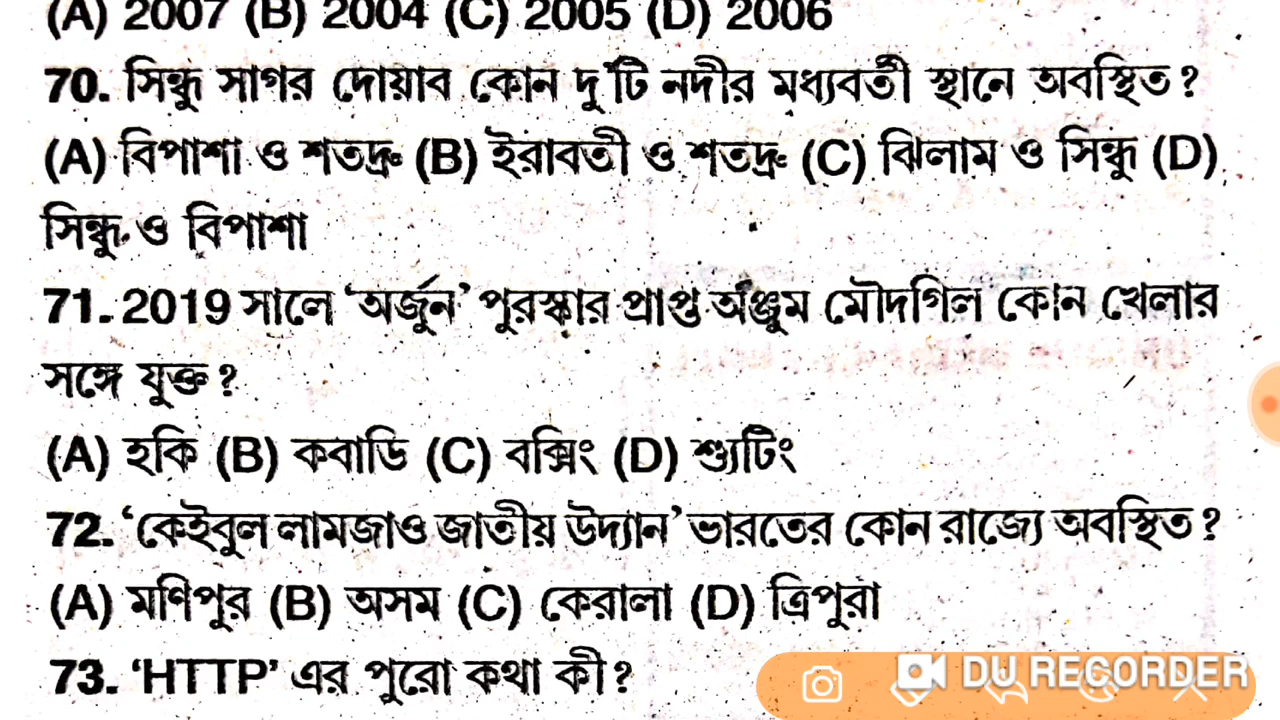 (A) 2007 (B) 2004 (C) 2005 (D) 2006
70. সিন্ধু সাগর দোয়াব কোন দু'টি নদীর মধ্যবর্তী স্থানে অবস্থিত?
(A) বিপাশা ও শতদ্রু (B) ইরাবতী ও শতদ্রু (C) ঝিলাম ও সিন্ধু (D)
সিন্ধু ও বিপাশা
71. 2019 সালে ‘অর্জুন’ পুরস্কার প্রাপ্ত অঞ্জুম মৌদগিল কোন খেলার
সঙ্গে যুক্ত?
(A) হকি (B) কবাডি (C) বক্সিং (D) শ্যুটিং
72. ‘কেইবুল লামজাও জাতীয় উদ্যান’ ভারতের কোন রাজ্যে অবস্থিত?
(A) মণিপুর (B) অসম (C) কেরালা (D) ত্রিপুরা
73. ‘HTTP’ এর পুরো কথা কী?
DU RECORDER